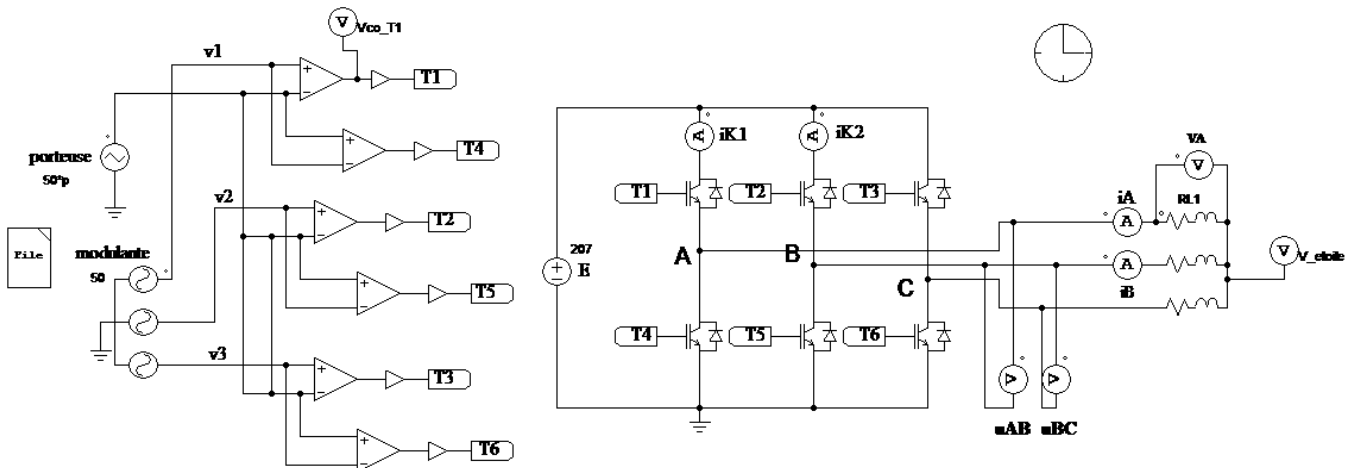 Vco_T1
v1
T1
T4
porteuse
50*p
v2
T2
File
modulante
50
T5
v3
T3
T6
iK1
iK2
T1
T2
T3
207
E
A
B
C
T4
T5
T6
VA
iA
RL1
iB
V_etoile
uAB
uBC
A
A
A
A
V
V
V
V
V